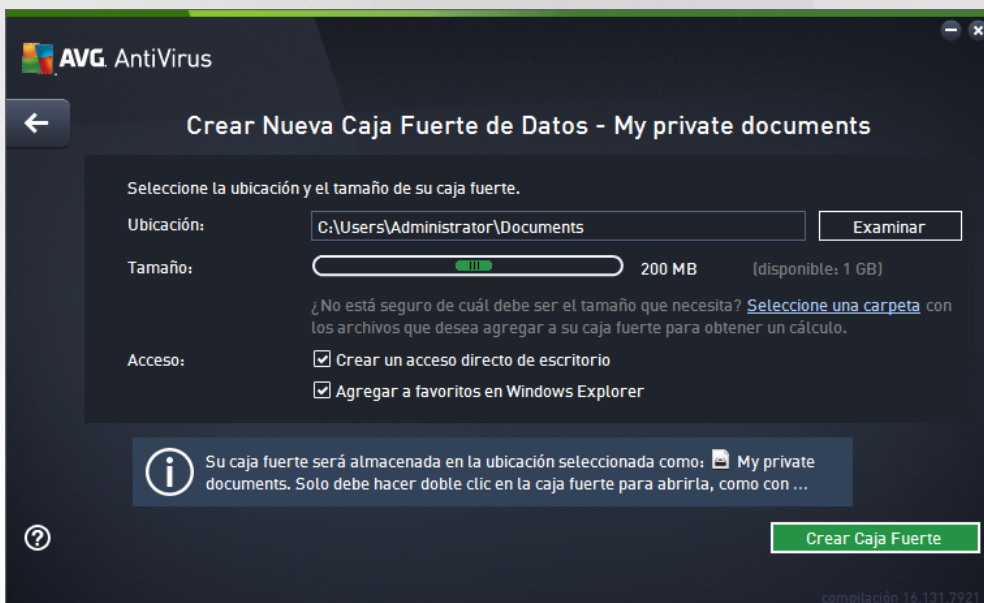 AVG. AntiVirus
Crear Nueva Caja Fuerte de Datos - My private documents
Seleccione la ubicación y el tamaño de su caja fuerte.
Ubicación: C:\Users\Administrator\Documents Examinar
Tamaño: 200 MB (disponible: 1 GB)
¿No está seguro de cuál debe ser el tamaño que necesita? Seleccione una carpeta con
los archivos que desea agregar a su caja fuerte para obtener un cálculo.
Acceso: Crear un acceso directo de escritorio
Agregar a favoritos en Windows Explorer
Su caja fuerte será almacenada en la ubicación seleccionada como: My private
documents. Solo debe hacer doble clic en la caja fuerte para abrirla, como con ...
Crear Caja Fuerte
compilación 16.131.7921